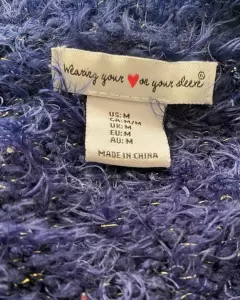 Wearing your ❤ on your sleeve®
US: M
CA: M/M
UK: M
EU: M
AU: M
MADE IN CHINA